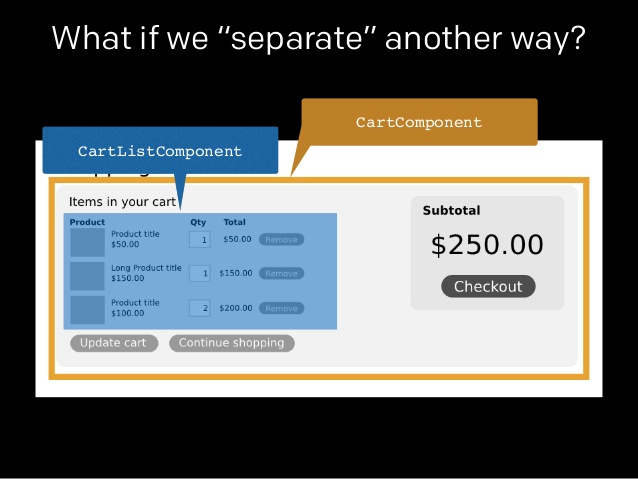 What if we “separate” another way?
CartComponent
CartListComponent
Items in your cart
Product Qty Total
Product title
$50.00
1 $50.00 Remove
Long Product title
$150.00
1 $150.00 Remove
Product title
$100.00
2 $200.00 Remove
Update cart Continue shopping
Subtotal
$250.00
Checkout